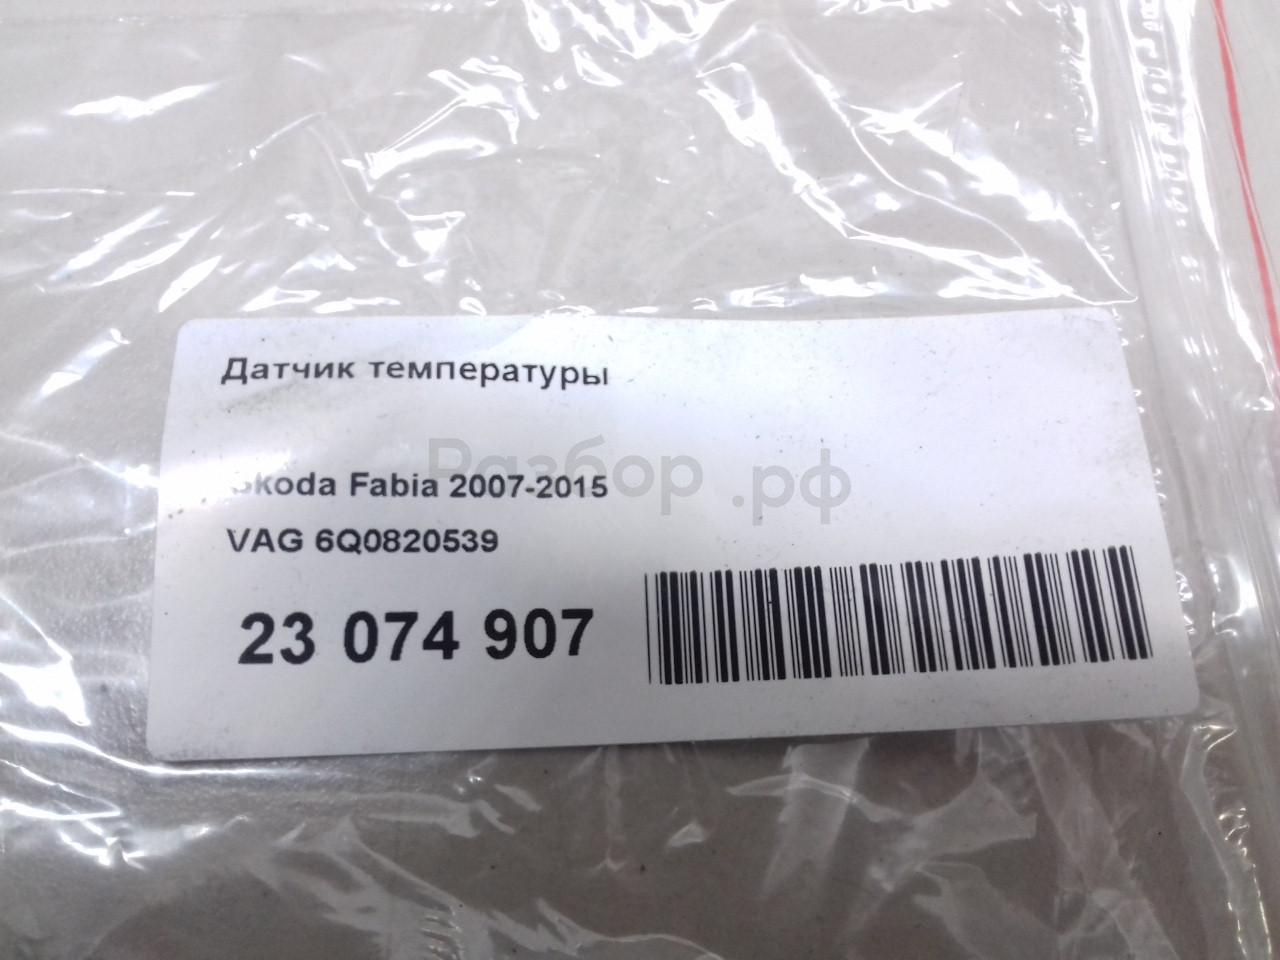 Датчик температуры
Разбор.рф
Skoda Fabia 2007-2015
VAG 6Q0820539
23 074 907